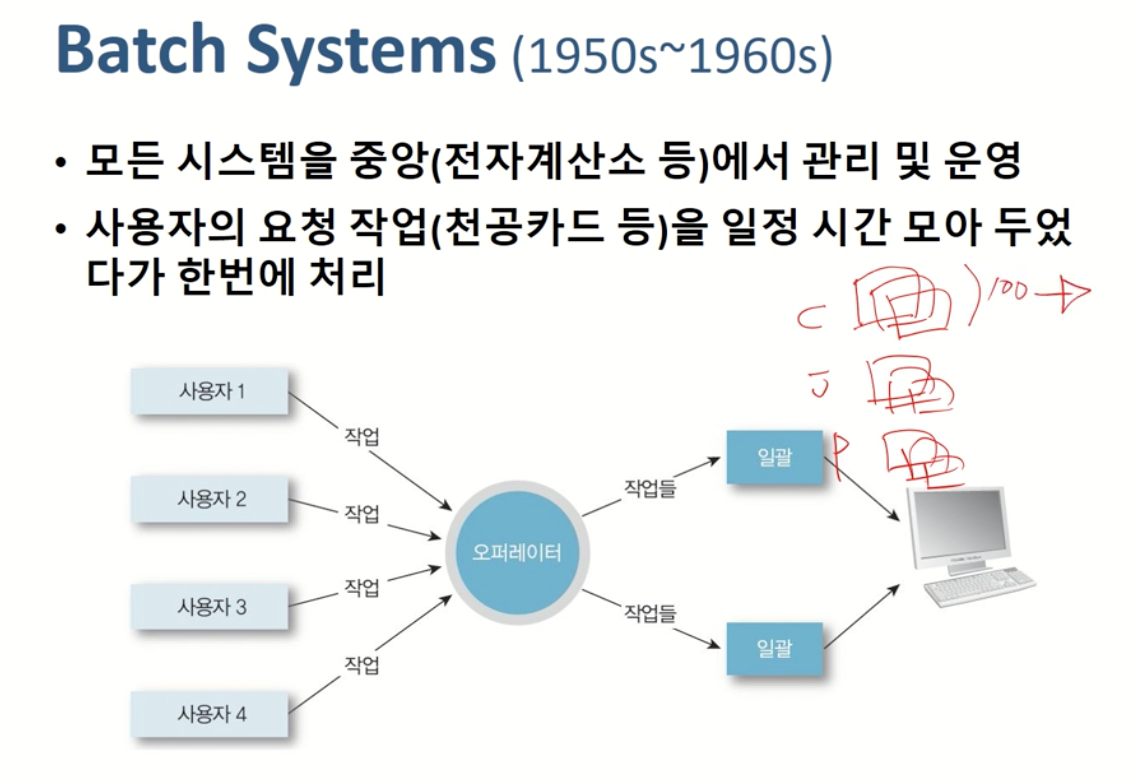 Batch Systems (1950s~1960s)
• 모든 시스템을 중앙(전자계산소 등)에서 관리 및 운영
• 사용자의 요청 작업(천공카드 등)을 일정 시간 모아 두었
다가 한번에 처리
C
100
J
P
사용자 1
작업
사용자 2
작업
사용자 3
작업
사용자 4
작업
오퍼레이터
작업들
일괄
작업들
일괄